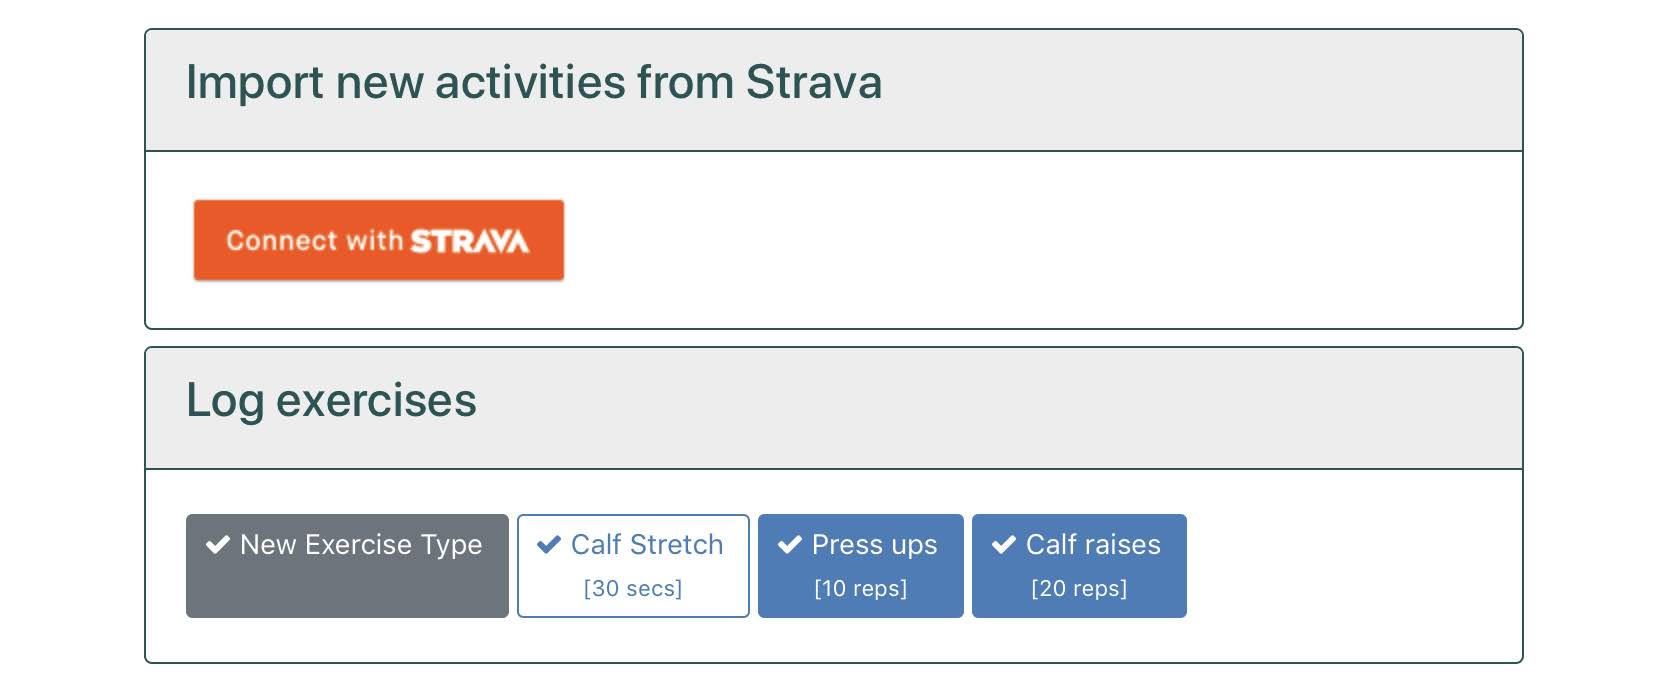 Import new activities from Strava
Connect with STRAVA
Log exercises
New Exercise Type
Calf Stretch
[30 secs]
Press ups
[10 reps]
Calf raises
[20 reps]